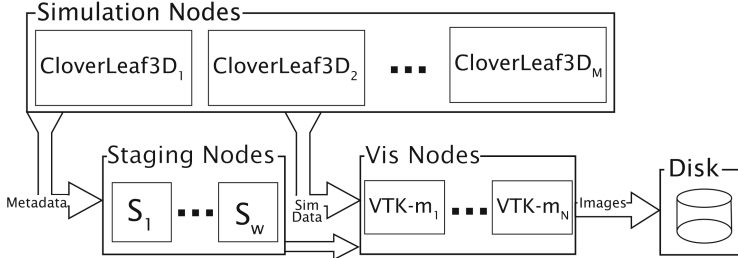 Simulation Nodes
CloverLeaf3D1
CloverLeaf3D2
...
CloverLeaf3DM
Staging Nodes
Vis Nodes
Disk
Metadata
S1
...
Sw
Sim
Data
VTK-m1
...
VTK-mN
Images